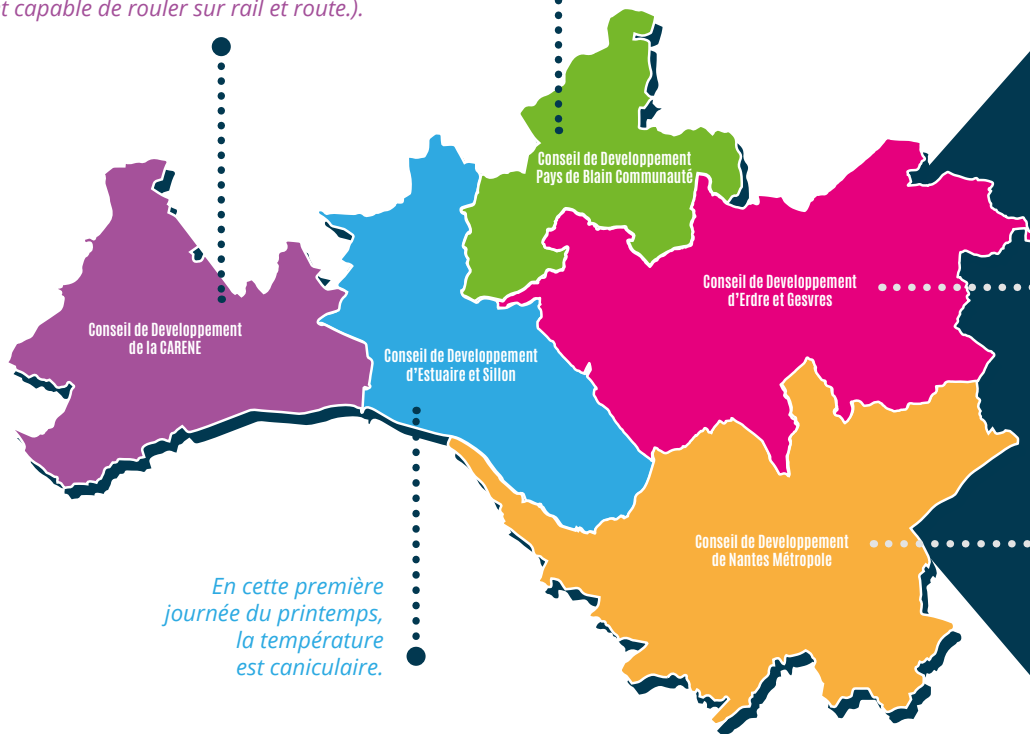 t capable de rouler sur rail et route.).
Conseil de Developpement
Pays de Blain Communauté
Conseil de Developpement
d'Erdre et Gesvres
Conseil de Developpement
de la CARENE
Conseil de Developpement
d'Estuaire et Sillon
Conseil de Developpement
de Nantes Métropole
En cette première
journée du printemps,
la température
est caniculaire.